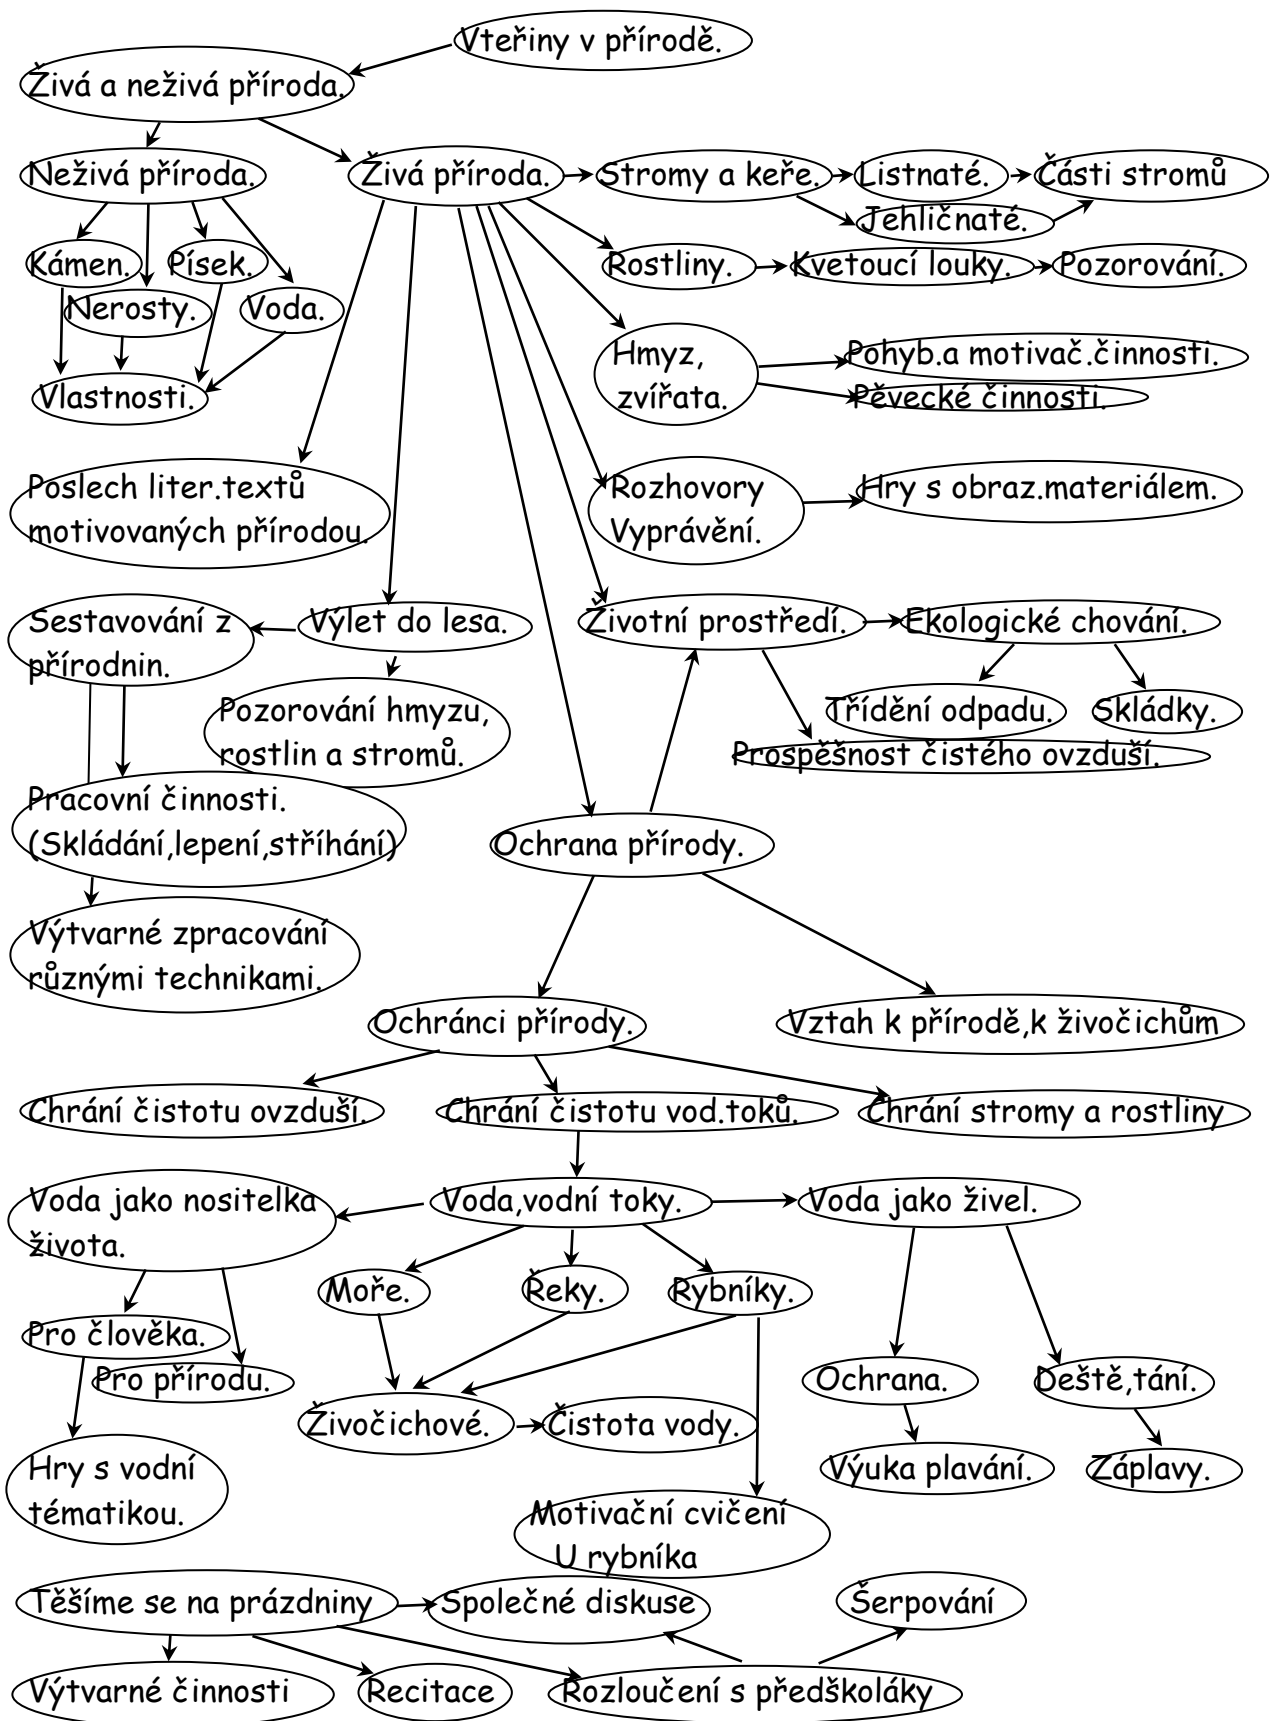 Vteřiny v přírodě.
Živá a neživá příroda.
Neživá příroda.
Živá příroda.
Stromy a keře.
Listnaté.
Části stromů
Jehličnaté.
Kámen.
Písek.
Rostliny.
Kvetoucí louky.
Pozorování.
Nerosty.
Voda.
Hmyz,
zvířata.
Pohyb.a motivač.činnosti.
Pěvecké činnosti.
Vlastnosti.
Poslech liter.textů
motivovaných přírodou.
Rozhovory
Vyprávění.
Hry s obraz.materiálem.
Sestavování z
přírodnin.
Výlet do lesa.
Životní prostředí.
Ekologické chování.
Pozorování hmyzu,
rostlin a stromů.
Třídění odpadu.
Skládky.
Prospěšnost čistého ovzduší.
Pracovní činnosti.
(Skládání,lepení,stříhání)
Ochrana přírody.
Výtvarné zpracování
různými technikami.
Ochránci přírody.
Vztah k přírodě,k živočichům
Chrání čistotu ovzduší.
Chrání čistotu vod.toků.
Chrání stromy a rostliny
Voda jako nositelka
života.
Voda,vodní toky.
Voda jako živel.
Moře.
Řeky.
Rybníky.
Pro člověka.
Pro přírodu.
Ochrana.
Deště,tání.
Živočichové.
Čistota vody.
Hry s vodní
tématikou.
Výuka plavání.
Záplavy.
Motivační cvičení
U rybníka
Těšíme se na prázdniny
Společné diskuse
Šerpování
Výtvarné činnosti
Recitace
Rozloučení s předškoláky